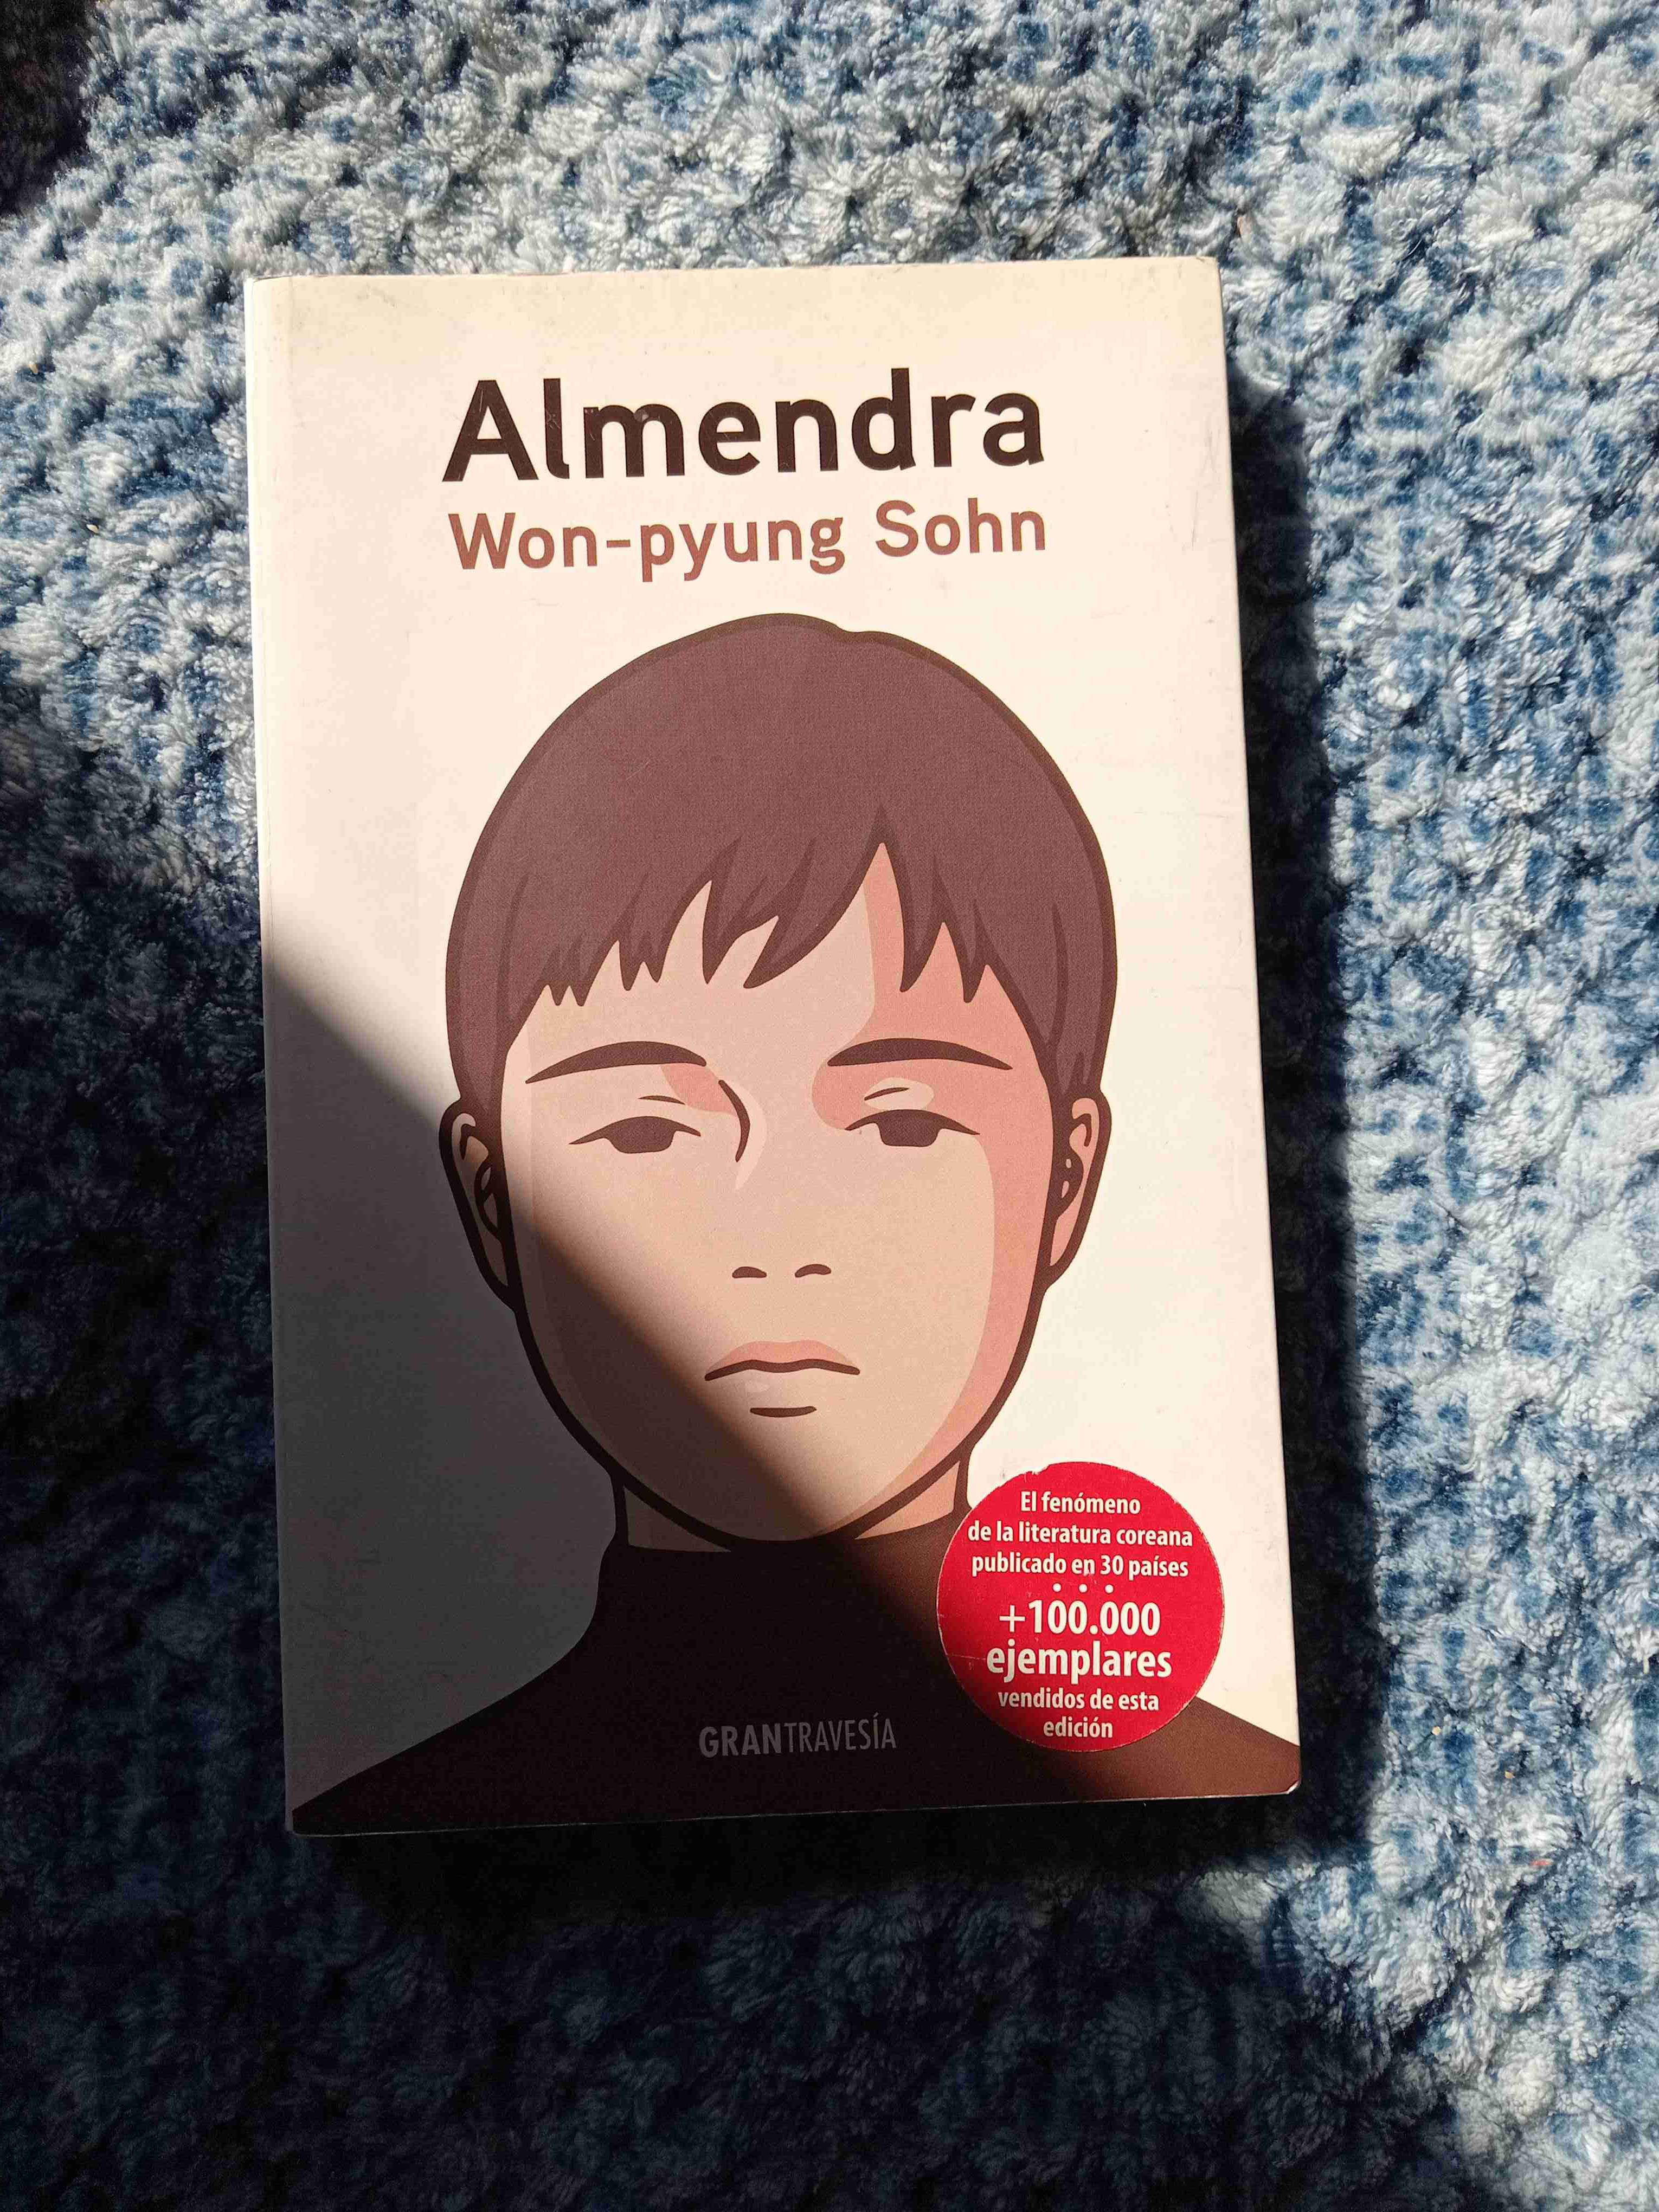 Almendra
Won-pyung Sohn
El fenómeno
de la literatura coreana
publicado en 30 países
• • •
+100.000
ejemplares
vendidos de esta
edición
GRANTRAVESÍA